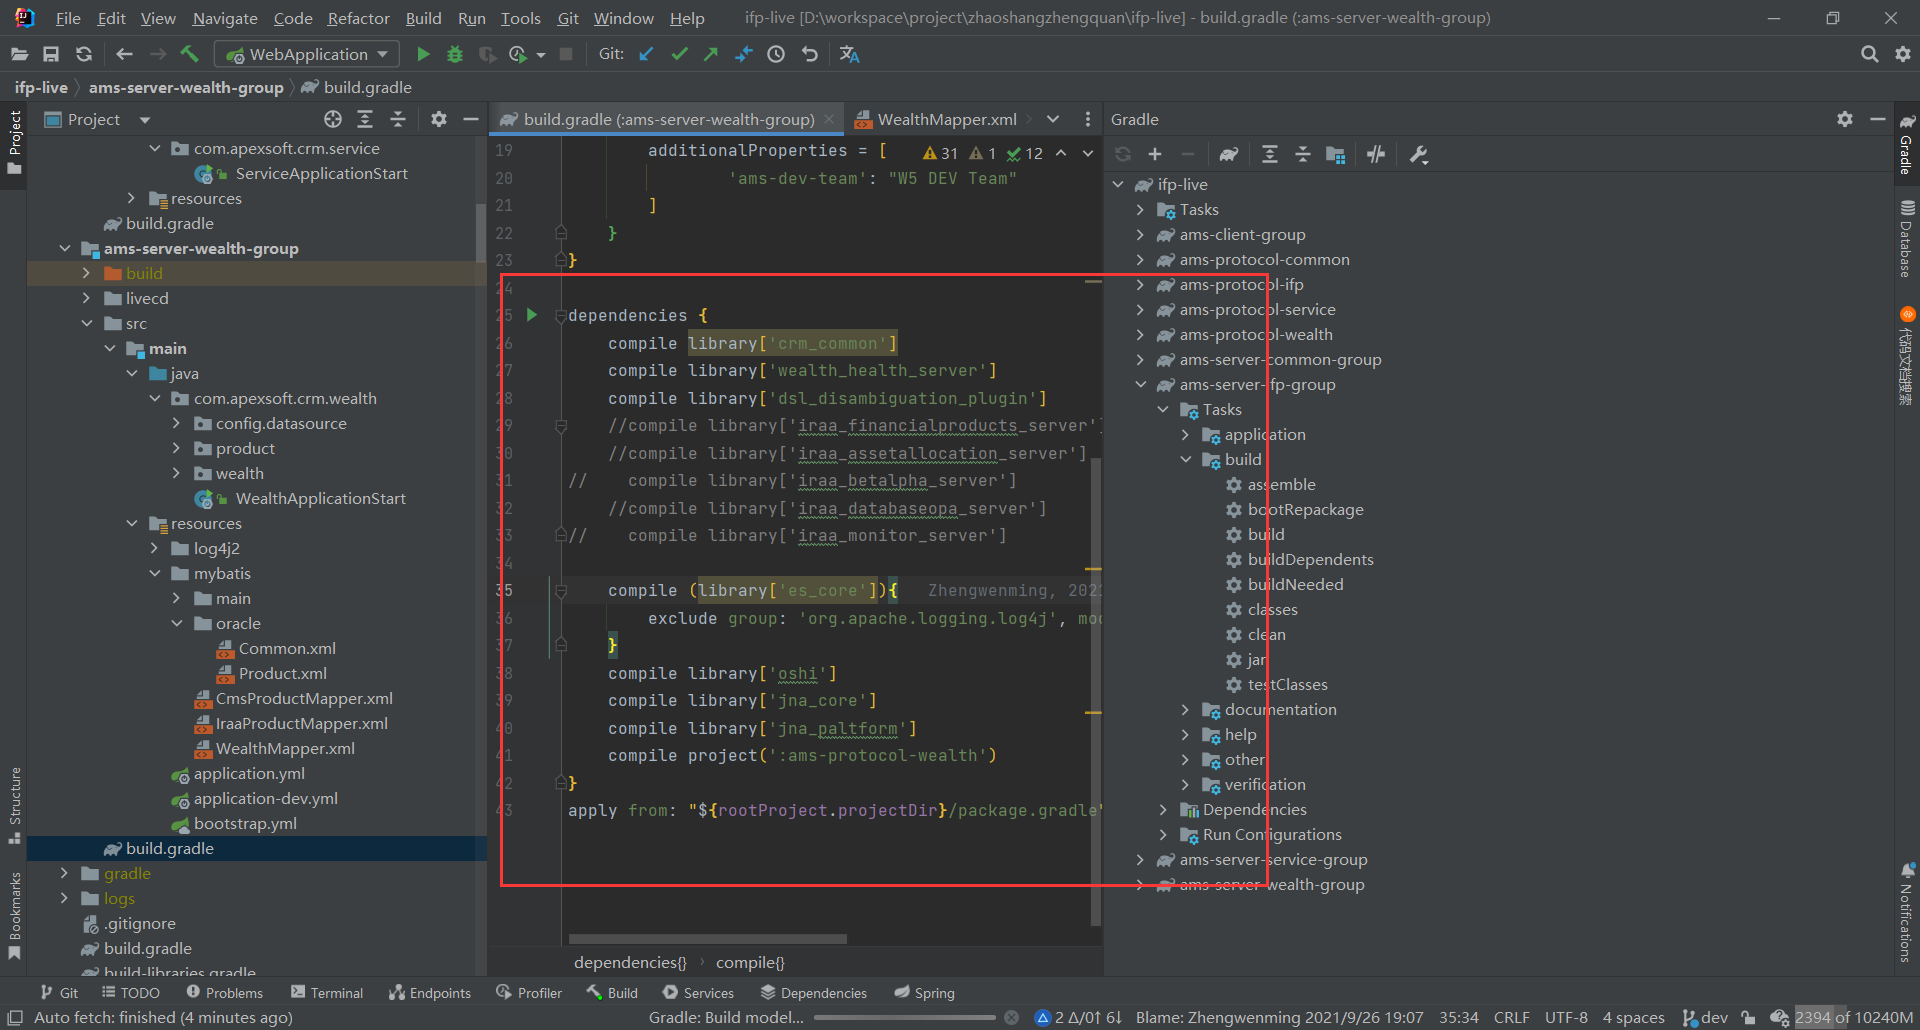 File Edit View Navigate Code Refactor Build Run Tools Git Window Help ifp-live [D:\workspace\project\zhaoshangzhengquan\ifp-live] - build.gradle (:ams-server-wealth-group)
WebApplication Git:
ifp-live ams-server-wealth-group build.gradle
Project
Project
com.apexsoft.crm.service
ServiceApplicationStart
resources
build.gradle
ams-server-wealth-group
build
livecd
src
main
java
com.apexsoft.crm.wealth
config.datasource
product
wealth
WealthApplicationStart
resources
log4j2
mybatis
main
oracle
Common.xml
Product.xml
CmsProductMapper.xml
IraaProductMapper.xml
WealthMapper.xml
application.yml
application-dev.yml
bootstrap.yml
build.gradle
gradle
logs
.gitignore
build.gradle
build-libraries.gradle
Structure
Bookmarks
build.gradle (:ams-server-wealth-group) WealthMapper.xml
31 1 12
19 additionalProperties = [
20 'ams-dev-team': "W5 DEV Team"
21 ]
22 }
23 }
24
25 dependencies {
26 compile library['crm_common']
27 compile library['wealth_health_server']
28 compile library['dsl_disambiguation_plugin']
29 //compile library['iraa_financialproducts_server']
30 //compile library['iraa_assetallocation_server']
31 // compile library['iraa_betalpha_server']
32 //compile library['iraa_databaseopa_server']
33 // compile library['iraa_monitor_server']
34
35 compile (library['es_core']){ Zhengwenming, 202
36 exclude group: 'org.apache.logging.log4j', mo
37 }
38 compile library['oshi']
39 compile library['jna_core']
40 compile library['jna_paltform']
41 compile project(':ams-protocol-wealth')
42 }
43 apply from: "${rootProject.projectDir}/package.gradle"
dependencies{} compile{}
Gradle
ifp-live
Tasks
ams-client-group
ams-protocol-common
ams-protocol-ifp
ams-protocol-service
ams-protocol-wealth
ams-server-common-group
ams-server-ifp-group
Tasks
application
build
assemble
bootRepackage
build
buildDependents
buildNeeded
classes
clean
jar
testClasses
documentation
help
other
verification
Dependencies
Run Configurations
ams-server-service-group
ams-server-wealth-group
Gradle
Database
代码文档搜索
Notifications
Git TODO Problems Terminal Endpoints Profiler Build Services Dependencies Spring
Auto fetch: finished (4 minutes ago) Gradle: Build model... 2 Δ/0↑ 6↓ Blame: Zhengwenming 2021/9/26 19:07 35:34 CRLF UTF-8 4 spaces dev 2394 of 10240M